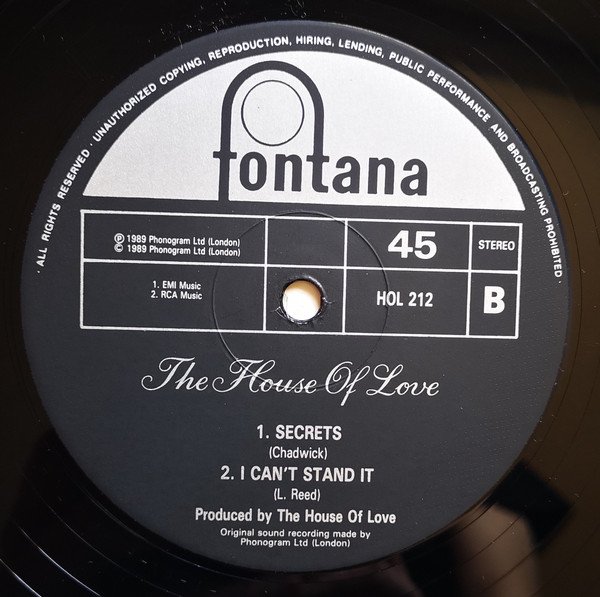 · ALL RIGHTS RESERVED · UNAUTHORIZED COPYING, REPRODUCTION, HIRING, LENDING, PUBLIC PERFORMANCE AND BROADCASTING PROHIBITED ·
fontana
℗ 1989 Phonogram Ltd (London)
© 1989 Phonogram Ltd (London)
45
STEREO
1. EMI Music
2. RCA Music
HOL 212
B
The House Of Love
1. SECRETS
(Chadwick)
2. I CAN'T STAND IT
(L. Reed)
Produced by The House Of Love
Original sound recording made by
Phonogram Ltd (London)